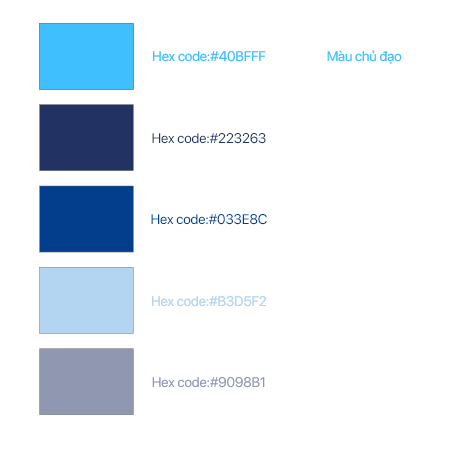 Hex code:#40BFFF Màu chủ đạo
Hex code:#223263
Hex code:#033E8C
Hex code:#B3D5F2
Hex code:#9098B1